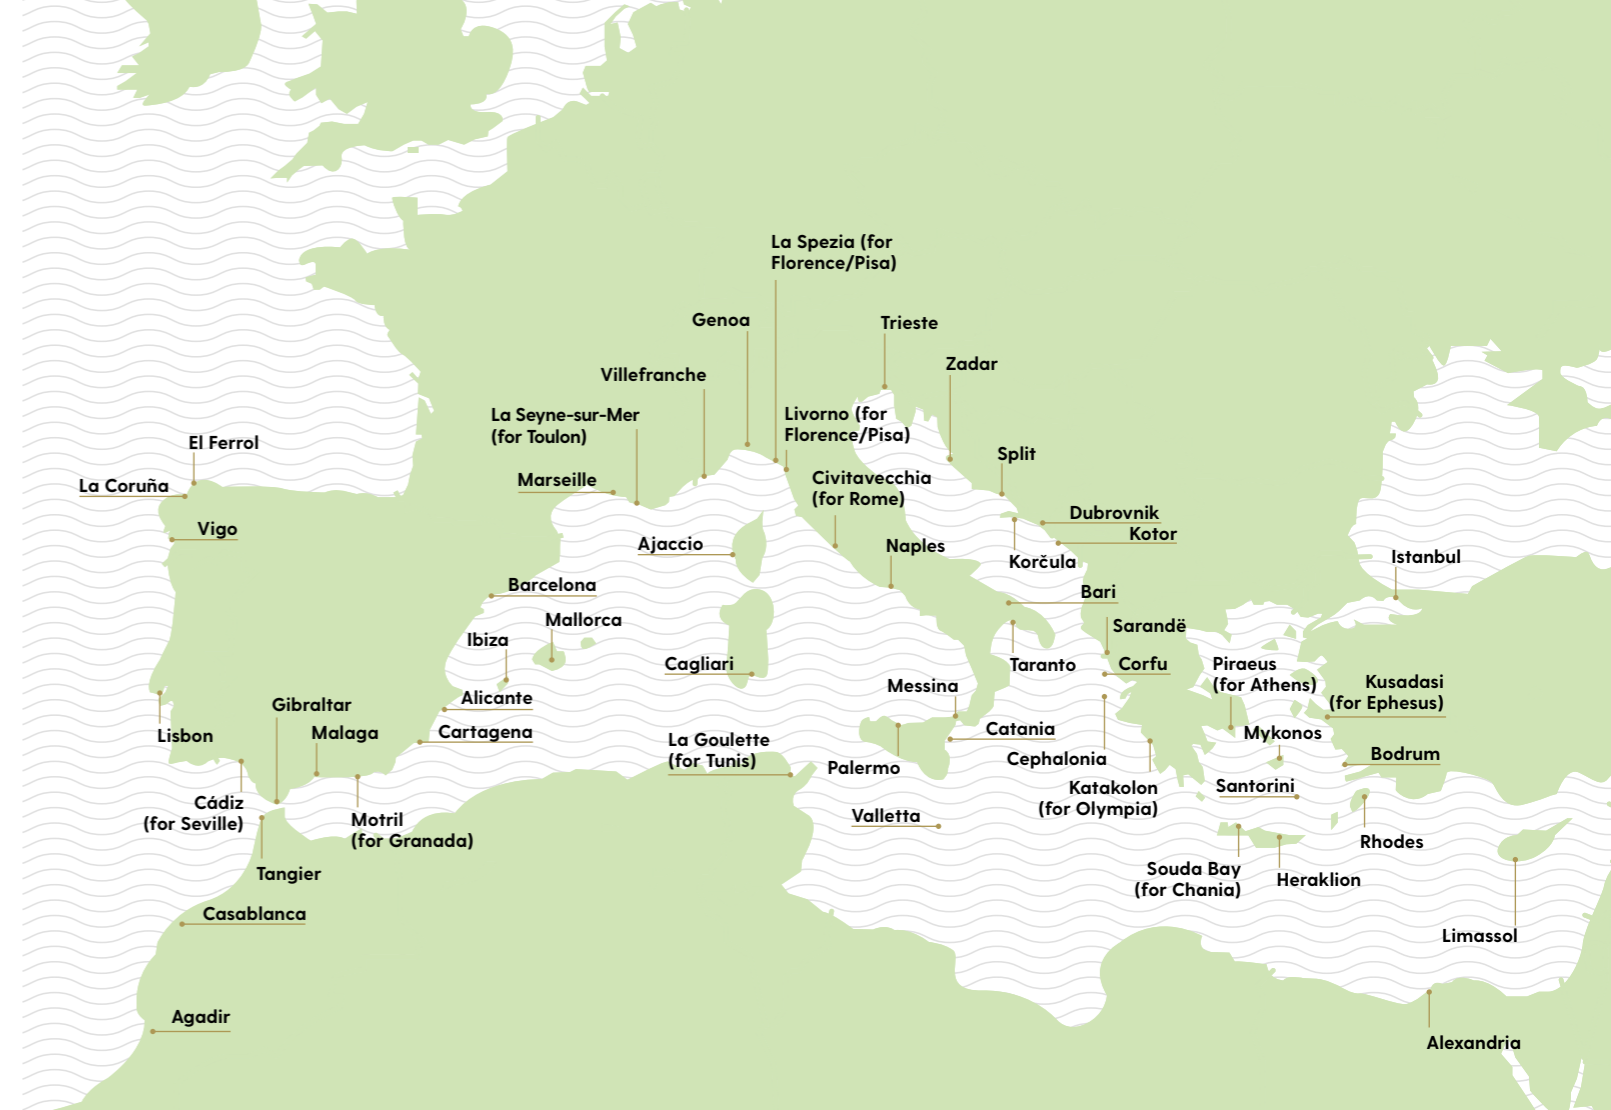 La Spezia (for
Florence/Pisa)
Genoa
Trieste
Zadar
Villefranche
La Seyne-sur-Mer
(for Toulon)
Livorno (for
Florence/Pisa)
El Ferrol
Split
La Coruña
Marseille
Civitavecchia
(for Rome)
Dubrovnik
Vigo
Kotor
Ajaccio
Naples
Korčula
Istanbul
Barcelona
Bari
Mallorca
Sarandë
Ibiza
Cagliari
Taranto
Corfu
Piraeus
(for Athens)
Kusadasi
(for Ephesus)
Messina
Alicante
Gibraltar
Lisbon
Malaga
Cartagena
Catania
Mykonos
La Goulette
(for Tunis)
Cephalonia
Bodrum
Palermo
Katakolon
(for Olympia)
Santorini
Cádiz
(for Seville)
Motril
(for Granada)
Valletta
Rhodes
Tangier
Souda Bay
(for Chania)
Heraklion
Casablanca
Limassol
Agadir
Alexandria